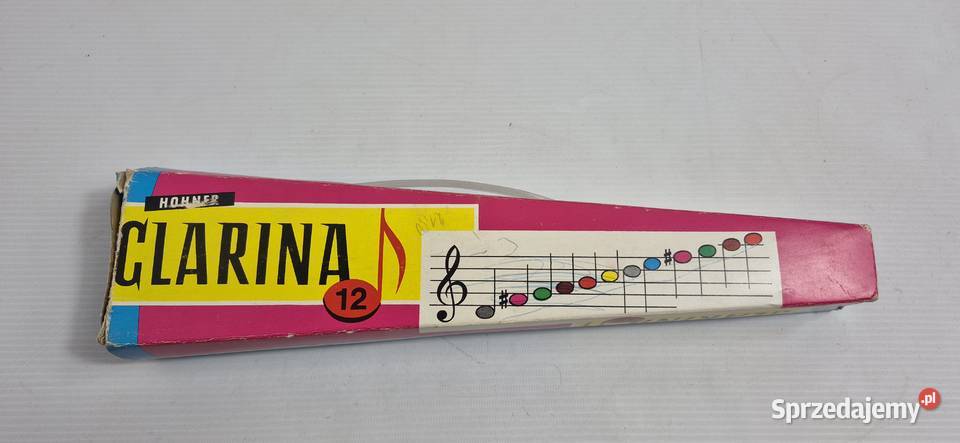 HOHNER
CLARINA
12
Sprzedajemy.pl